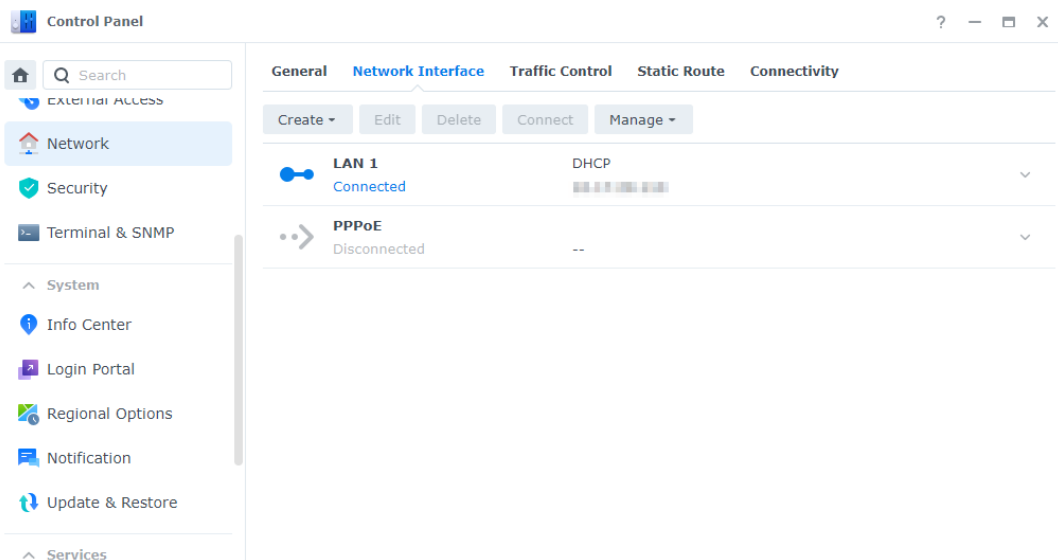 Control Panel
?
Search
External Access
Network
Security
Terminal & SNMP
System
Info Center
Login Portal
Regional Options
Notification
Update & Restore
Services
General Network Interface Traffic Control Static Route Connectivity
Create Edit Delete Connect Manage
LAN 1 DHCP
Connected
PPPoE
Disconnected --